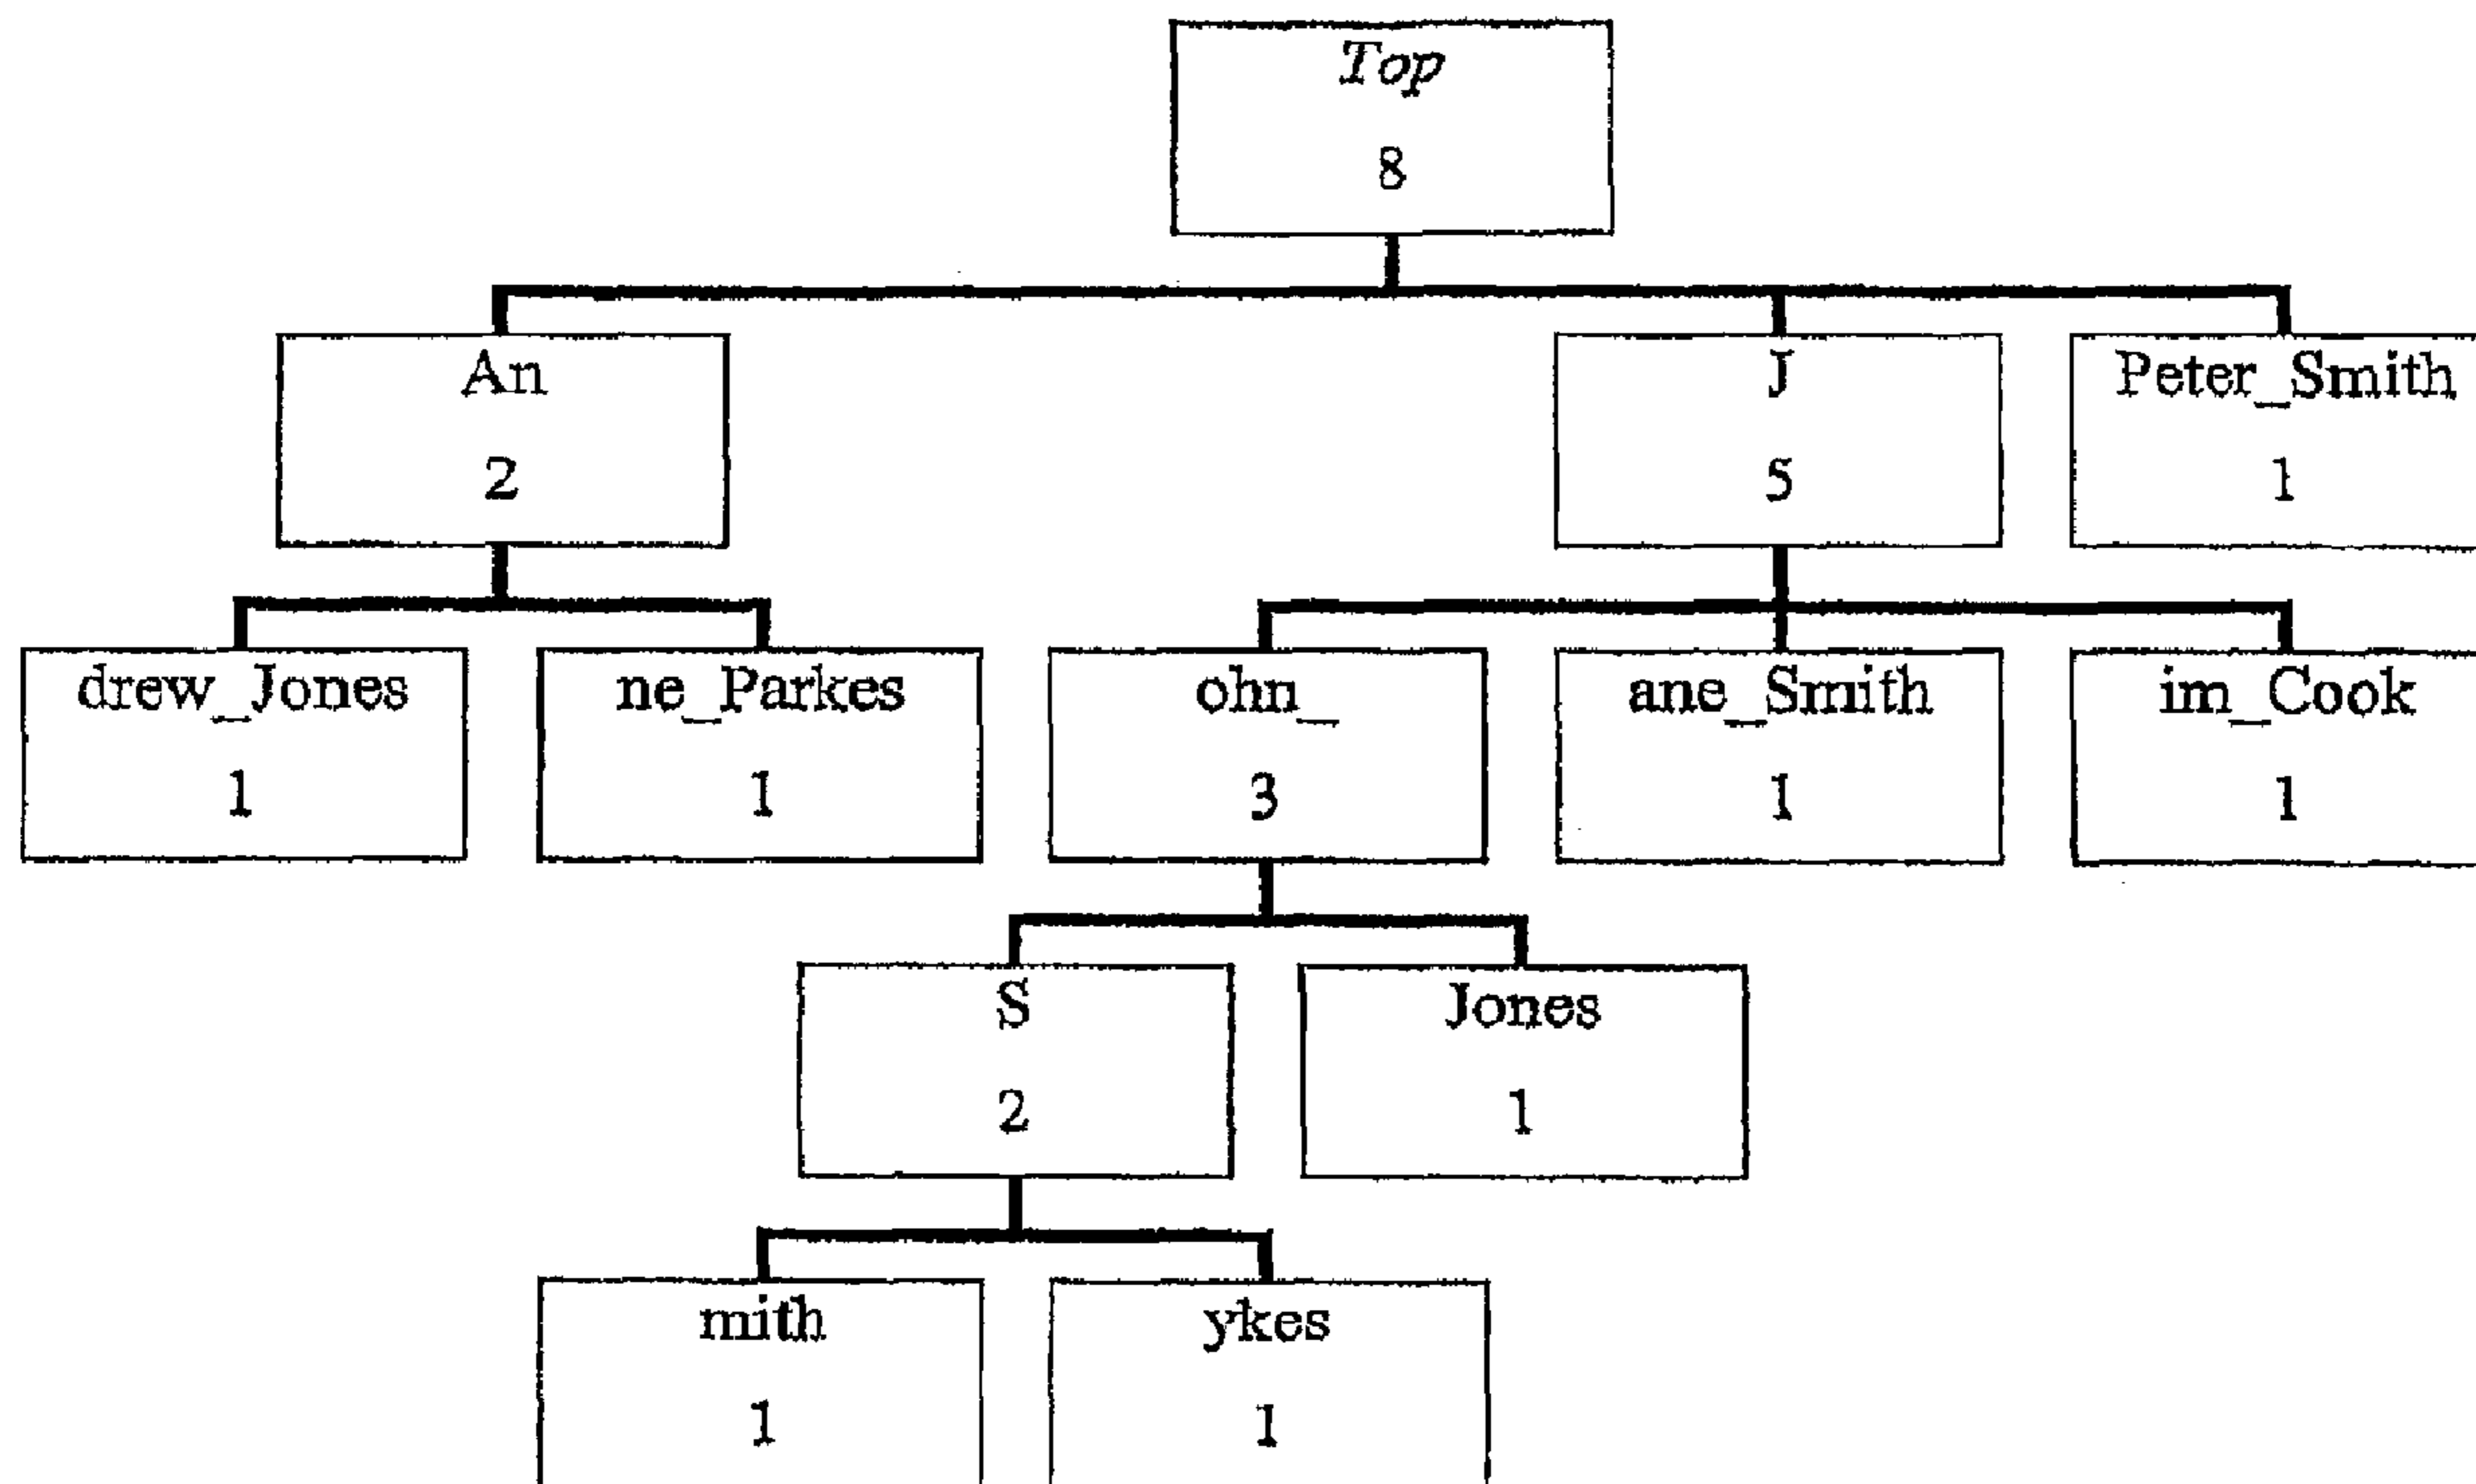 Top
8
An
J
Peter_Smith
2
5
1
drew_Jones
ne_Parkes
ohn_
ane_Smith
im_Cook
1
1
3
1
1
S
Jones
2
1
mith
ykes
1
1